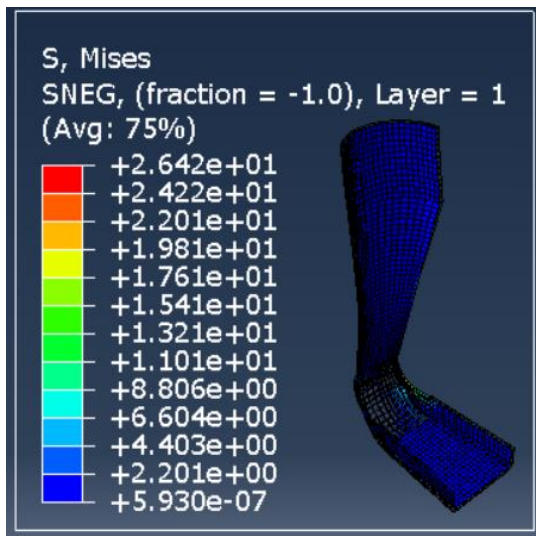 S, Mises
SNEG, (fraction = -1.0), Layer = 1
(Avg: 75%)
+2.642e+01
+2.422e+01
+2.201e+01
+1.981e+01
+1.761e+01
+1.541e+01
+1.321e+01
+1.101e+01
+8.806e+00
+6.604e+00
+4.403e+00
+2.201e+00
+5.930e-07